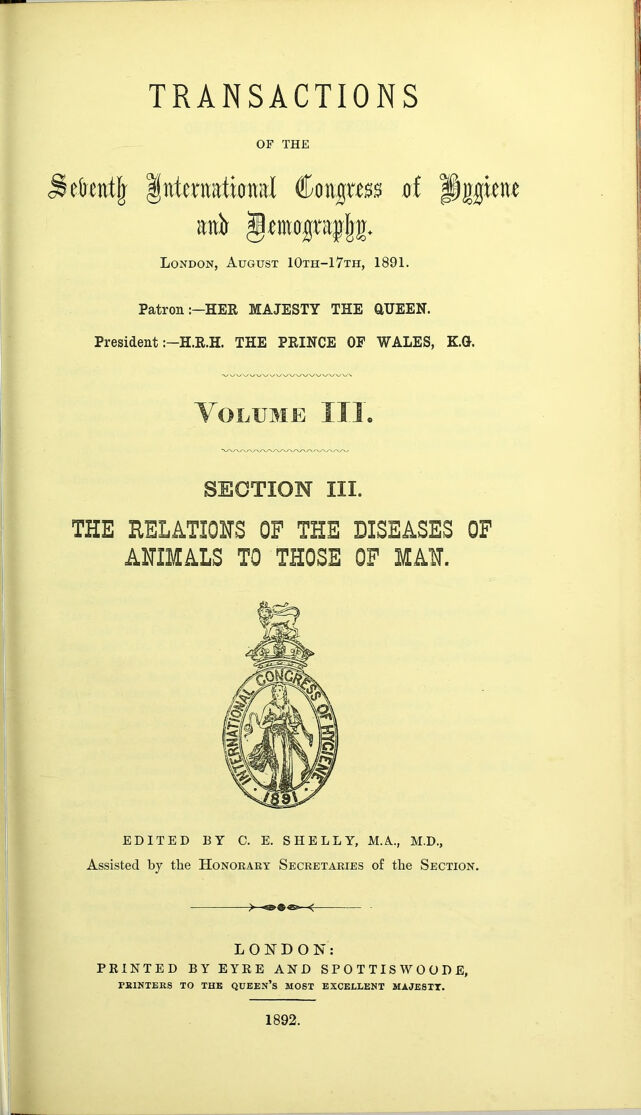 TRANSACTIONS
OF THE
Seventh International Congress of Hygiene
and Demography.
LONDON, AUGUST 10TH-17TH, 1891.
Patron :—HER MAJESTY THE QUEEN.
President :—H.R.H. THE PRINCE OF WALES, K.G.
VOLUME III.
SECTION III.
THE RELATIONS OF THE DISEASES OF
ANIMALS TO THOSE OF MAN.
INTERNATIONAL CONGRESS OF HYGIENE
· 1891 ·
EDITED BY C. E. SHELLY, M.A., M.D.,
Assisted by the HONORARY SECRETARIES of the SECTION.
LONDON:
PRINTED BY EYRE AND SPOTTISWOODE,
PRINTERS TO THE QUEEN'S MOST EXCELLENT MAJESTY.
1892.